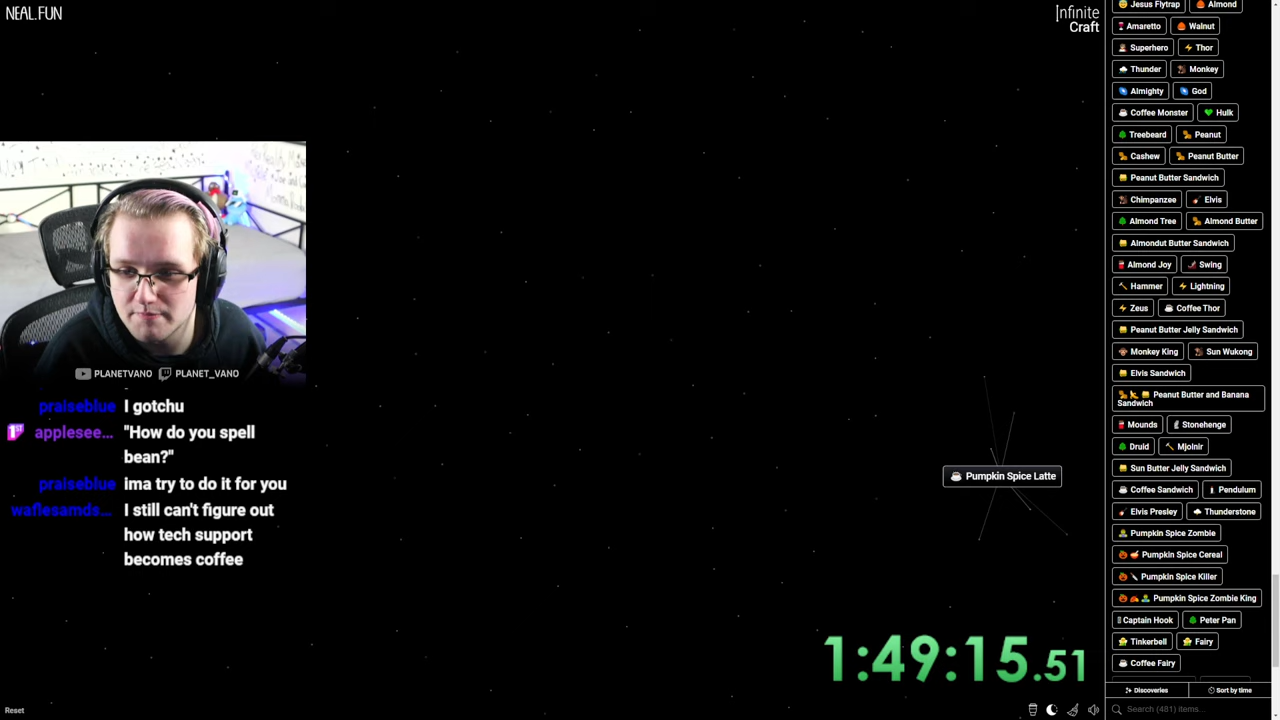 NEAL.FUN
Infinite
Craft
Jesus Flytrap Almond
Amaretto Walnut
Superhero Thor
Thunder Monkey
Almighty God
Coffee Monster Hulk
Treebeard Peanut
Cashew Peanut Butter
Peanut Butter Sandwich
Chimpanzee Elvis
Almond Tree Almond Butter
Almondut Butter Sandwich
Almond Joy Swing
Hammer Lightning
Zeus Coffee Thor
Peanut Butter Jelly Sandwich
Monkey King Sun Wukong
Elvis Sandwich
Peanut Butter and Banana
Sandwich
Mounds Stonehenge
Druid Mjolnir
Sun Butter Jelly Sandwich
Coffee Sandwich Pendulum
Elvis Presley Thunderstone
Pumpkin Spice Zombie
Pumpkin Spice Cereal
Pumpkin Spice Killer
Pumpkin Spice Zombie King
Captain Hook Peter Pan
Tinkerbell Fairy
Coffee Fairy
Discoveries Sort by time
Search (481) items...
PLANETVANO PLANET_VANO
praiseblue I gotchu
1ST applesee... "How do you spell
bean?"
praiseblue ima try to do it for you
waflesamds... I still can't figure out
how tech support
becomes coffee
Pumpkin Spice Latte
1:49:15.51
Reset